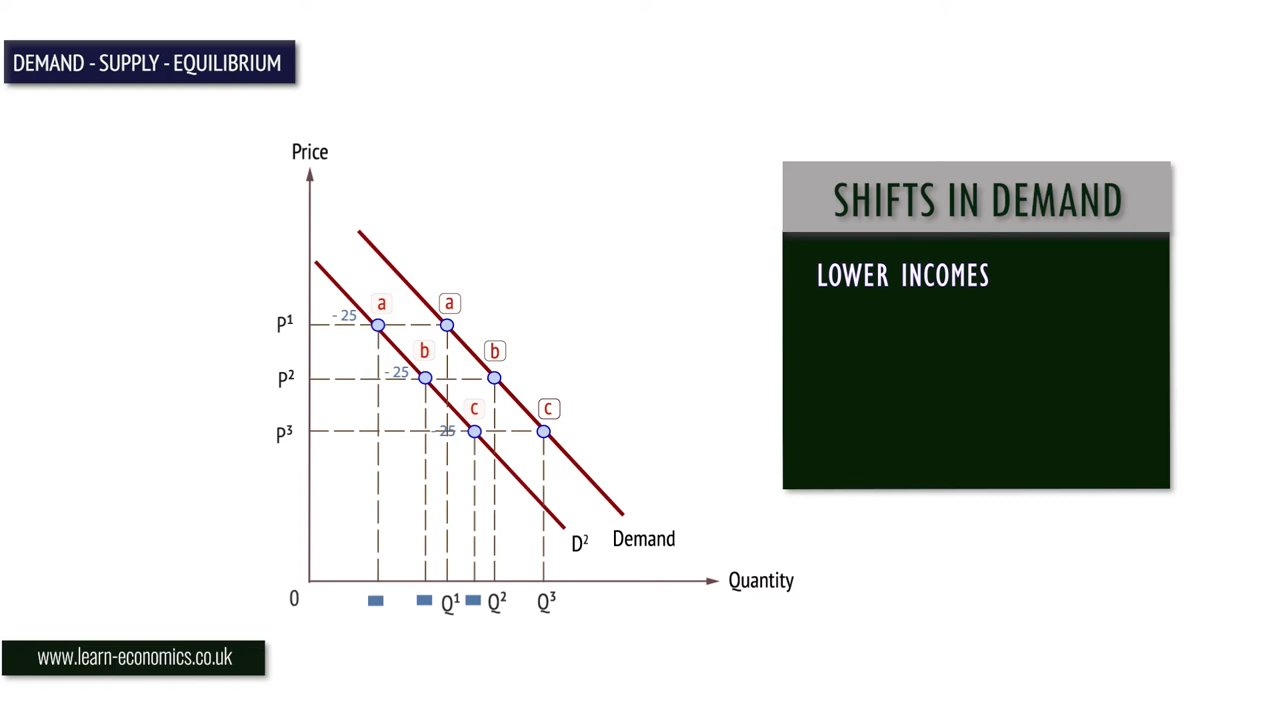 DEMAND - SUPPLY - EQUILIBRIUM
Price
SHIFTS IN DEMAND
LOWER INCOMES
a
a
- 25
P¹
b
b
- 25
P²
c
c
- 25
P³
D²
Demand
Quantity
0
Q¹
Q²
Q³
www.learn-economics.co.uk